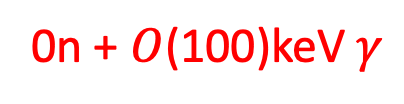 0n + O(100)keV γ